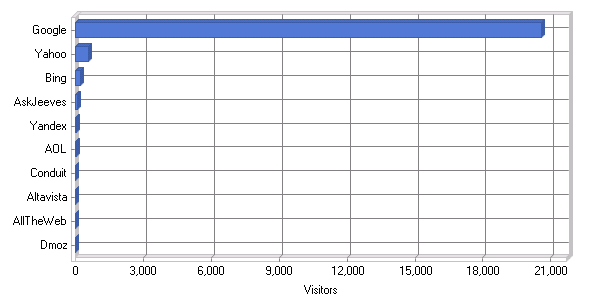 Google
Yahoo
Bing
AskJeeves
Yandex
AOL
Conduit
Altavista
AllTheWeb
Dmoz
0 3,000 6,000 9,000 12,000 15,000 18,000 21,000
Visitors